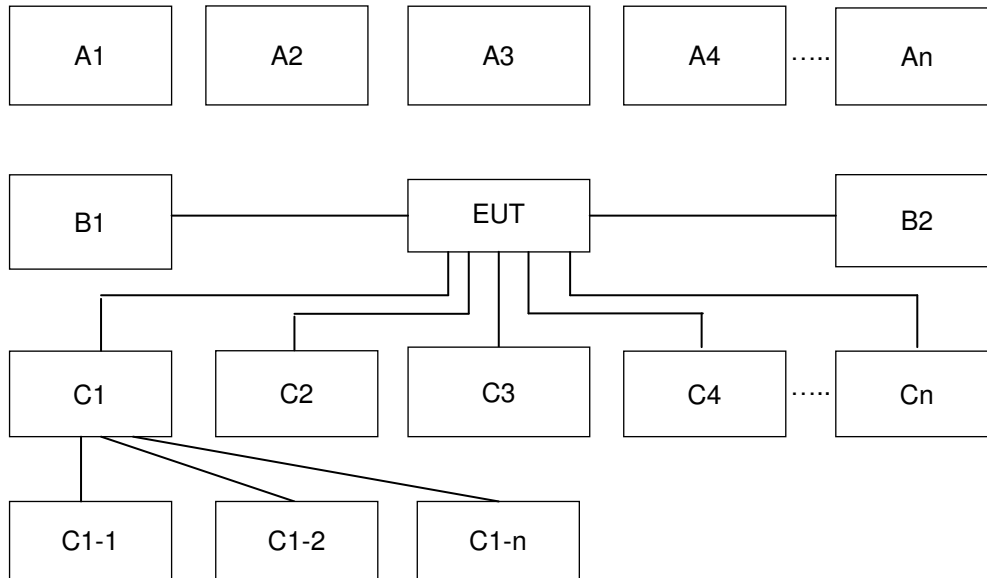 A1 A2 A3 A4 ..... An
B1 EUT B2
C1 C2 C3 C4 ..... Cn
C1-1 C1-2 C1-n